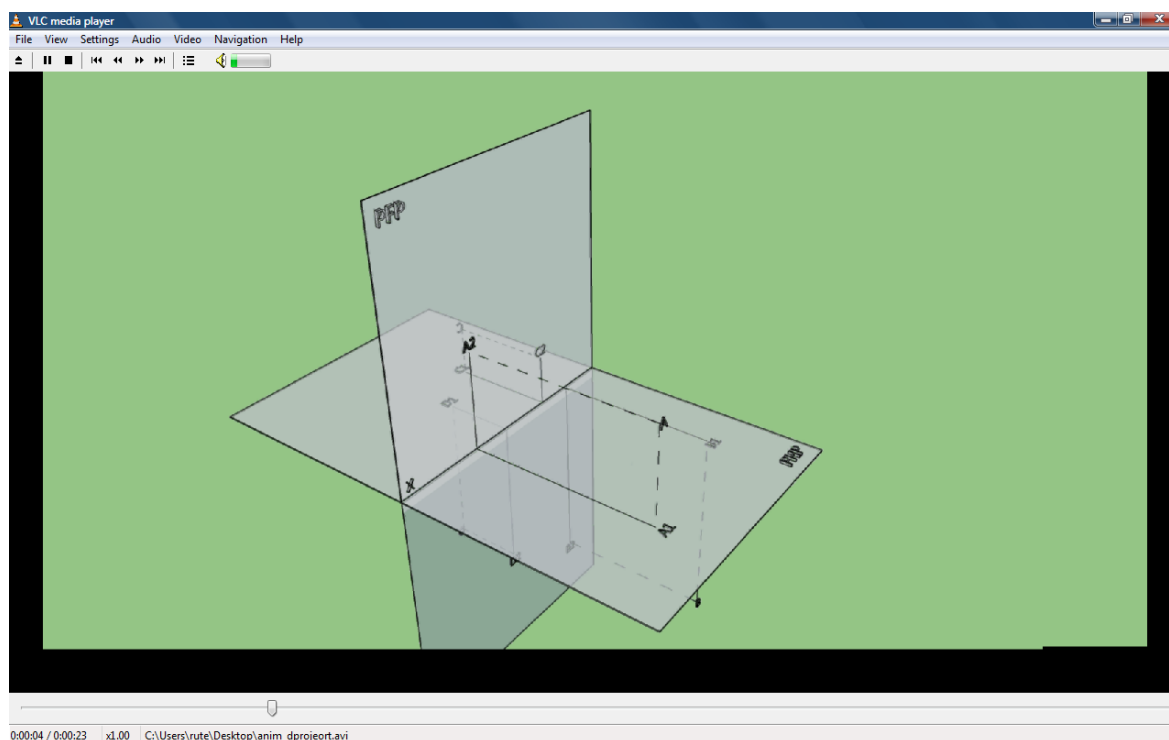 VLC media player
File View Settings Audio Video Navigation Help
PFP
A2
A
PHP
X
A1
0:00:04 / 0:00:23 x1.00 C:\Users\rute\Desktop\anim_dprojeort.avi